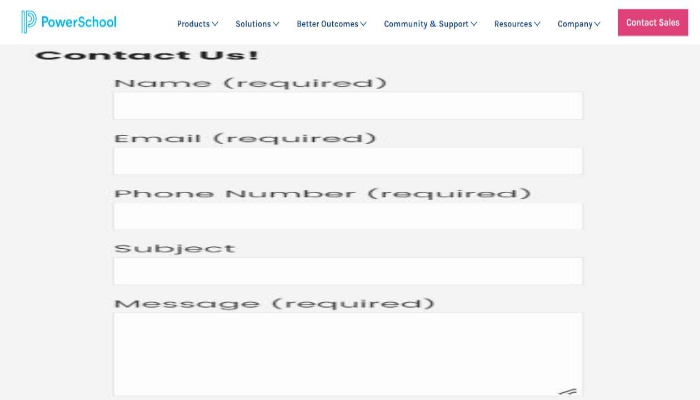 PowerSchool Products Solutions Better Outcomes Community & Support Resources Company Contact Sales
Contact Us!
Name (required)
Email (required)
Phone Number (required)
Subject
Message (required)